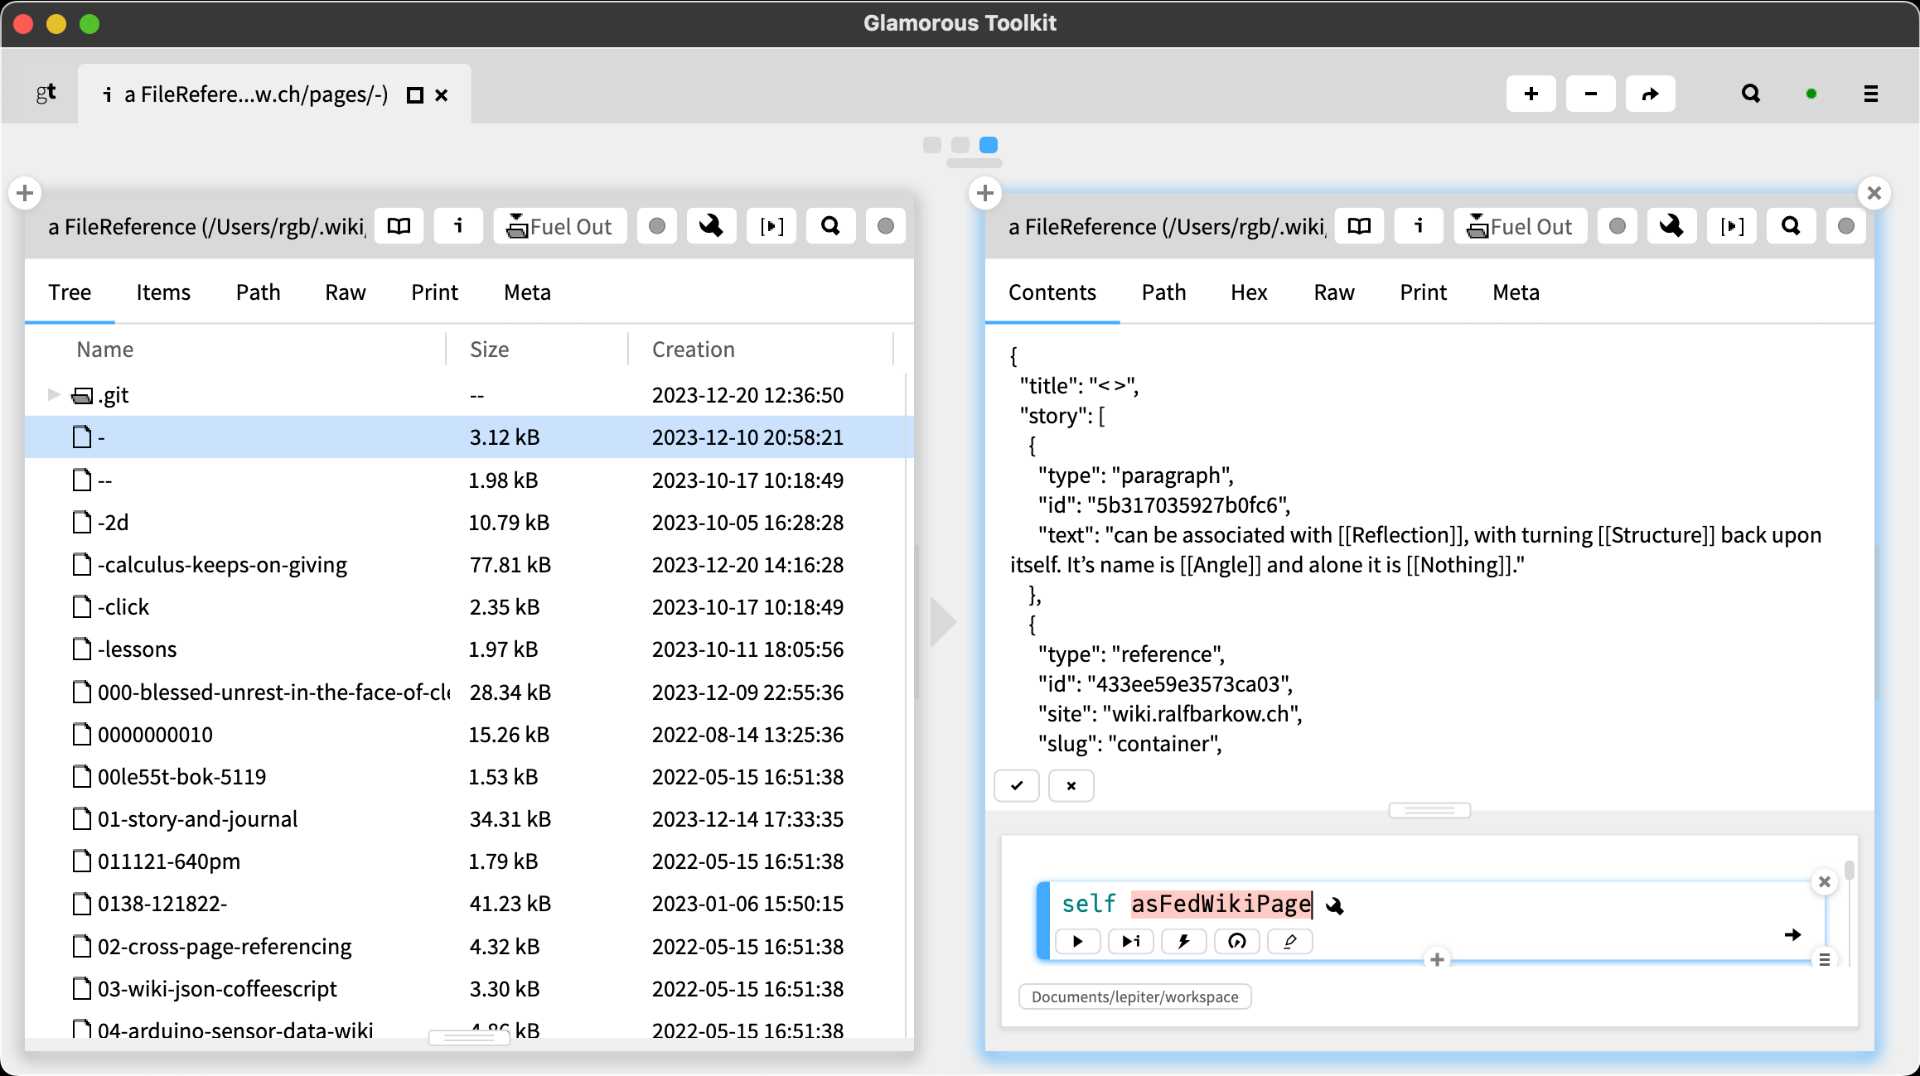 Glamorous Toolkit
gt
i a FileRefere...w.ch/pages/-)
a FileReference (/Users/rgb/.wiki,
i
Fuel Out
Tree Items Path Raw Print Meta
Name Size Creation
.git -- 2023-12-20 12:36:50
- 3.12 kB 2023-12-10 20:58:21
-- 1.98 kB 2023-10-17 10:18:49
-2d 10.79 kB 2023-10-05 16:28:28
-calculus-keeps-on-giving 77.81 kB 2023-12-20 14:16:28
-click 2.35 kB 2023-10-17 10:18:49
-lessons 1.97 kB 2023-10-11 18:05:56
000-blessed-unrest-in-the-face-of-cl 28.34 kB 2023-12-09 22:55:36
0000000010 15.26 kB 2022-08-14 13:25:36
00le55t-bok-5119 1.53 kB 2022-05-15 16:51:38
01-story-and-journal 34.31 kB 2023-12-14 17:33:35
011121-640pm 1.79 kB 2022-05-15 16:51:38
0138-121822- 41.23 kB 2023-01-06 15:50:15
02-cross-page-referencing 4.32 kB 2022-05-15 16:51:38
03-wiki-json-coffeescript 3.30 kB 2022-05-15 16:51:38
04-arduino-sensor-data-wiki 4.86 kB 2022-05-15 16:51:38
a FileReference (/Users/rgb/.wiki,
i
Fuel Out
Contents Path Hex Raw Print Meta
{
"title": "< >",
"story": [
{
"type": "paragraph",
"id": "5b317035927b0fc6",
"text": "can be associated with [[Reflection]], with turning [[Structure]] back upon
itself. It’s name is [[Angle]] and alone it is [[Nothing]]."
},
{
"type": "reference",
"id": "433ee59e3573ca03",
"site": "wiki.ralfbarkow.ch",
"slug": "container",
self asFedWikiPage
i
Documents/lepiter/workspace